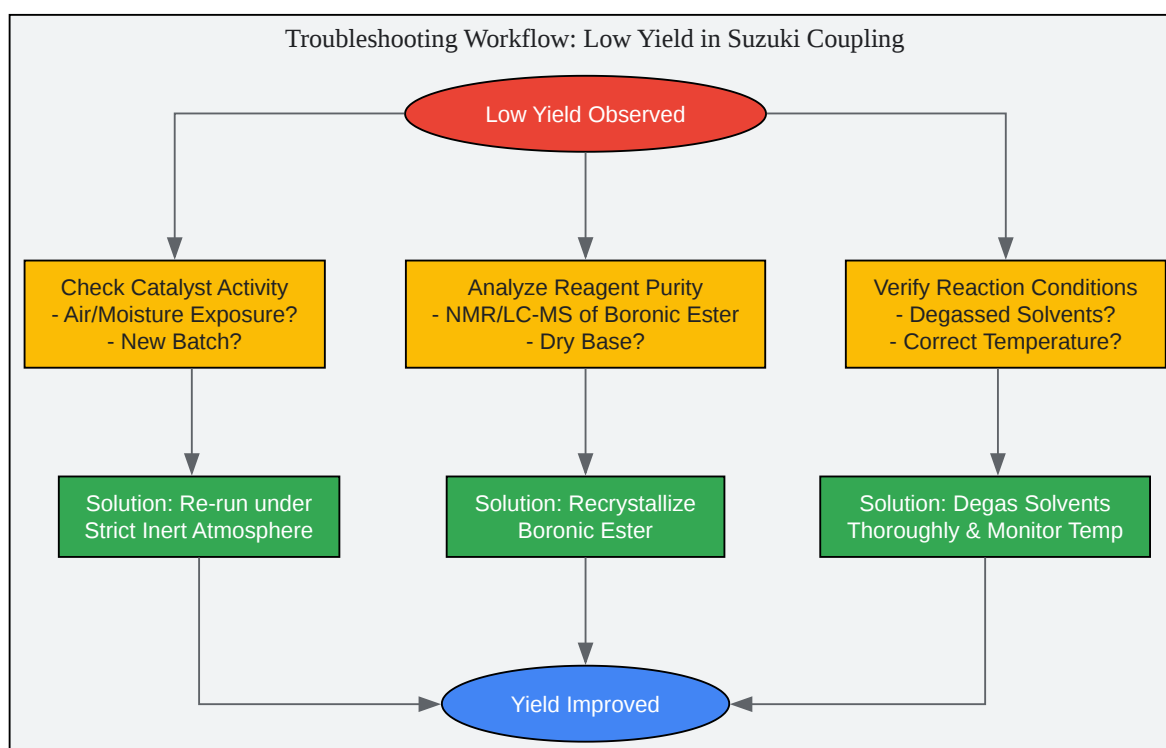 Troubleshooting Workflow: Low Yield in Suzuki Coupling
Low Yield Observed
Check Catalyst Activity
- Air/Moisture Exposure?
- New Batch?
Analyze Reagent Purity
- NMR/LC-MS of Boronic Ester
- Dry Base?
Verify Reaction Conditions
- Degassed Solvents?
- Correct Temperature?
Solution: Re-run under
Strict Inert Atmosphere
Solution: Recrystallize
Boronic Ester
Solution: Degas Solvents
Thoroughly & Monitor Temp
Yield Improved